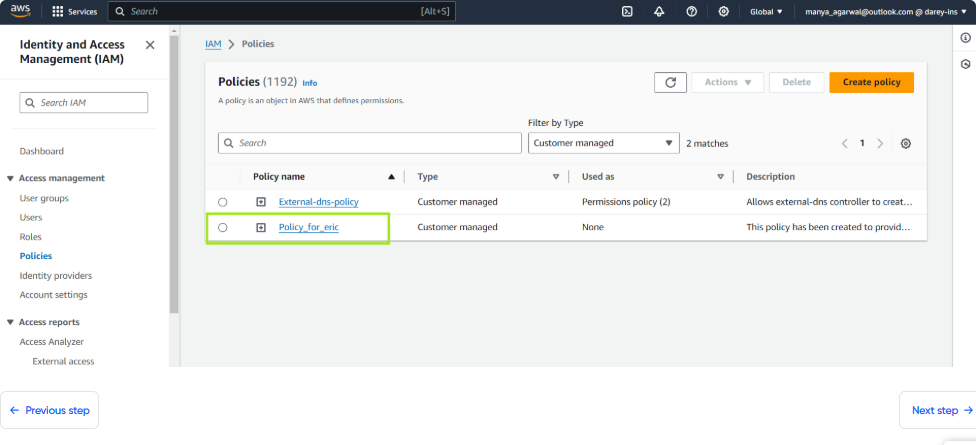 aws
Services
Search
[Alt+S]
Global
manya_agarwal@outlook.com @ darey-ins
Identity and Access
Management (IAM)
Search IAM
Dashboard
Access management
User groups
Users
Roles
Policies
Identity providers
Account settings
Access reports
Access Analyzer
External access
IAM
Policies
Policies (1192) Info
A policy is an object in AWS that defines permissions.
Actions
Delete
Create policy
Filter by Type
Search
Customer managed
2 matches
1
Policy name
Type
Used as
Description
External-dns-policy
Customer managed
Permissions policy (2)
Allows external-dns controller to creat...
Policy_for_eric
Customer managed
None
This policy has been created to provid...
Previous step
Next step